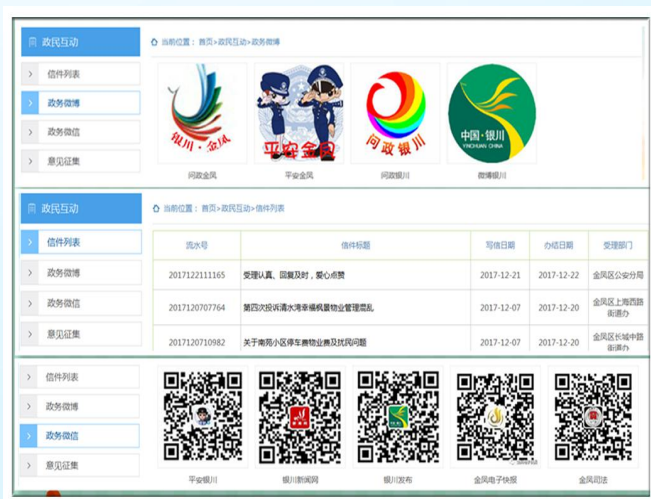 政民互动
当前位置：首页>政民互动>政务微博
信件列表
政务微博
政务微信
意见征集
银川·金凤
平安金凤
问政银川
中国·银川
YINCHUAN CHINA
问政金凤
平安金凤
问政银川
微博银川
政民互动
当前位置：首页>政民互动>信件列表
信件列表
政务微博
政务微信
意见征集
流水号 信件标题 写信日期 办结日期 受理部门
2017122111165 受理认真、回复及时，爱心点赞 2017-12-21 2017-12-22 金凤区公安分局
2017120707764 第四次投诉清水湾幸福枫景物业管理混乱 2017-12-07 2017-12-20 金凤区上海西路
街道办
2017120710982 关于南苑小区停车费物业费及扰民问题 2017-12-07 2017-12-20 金凤区长城中路
街道办
信件列表
政务微博
政务微信
意见征集
平安银川
银川新闻网
银川发布
金凤电子快报
金凤司法